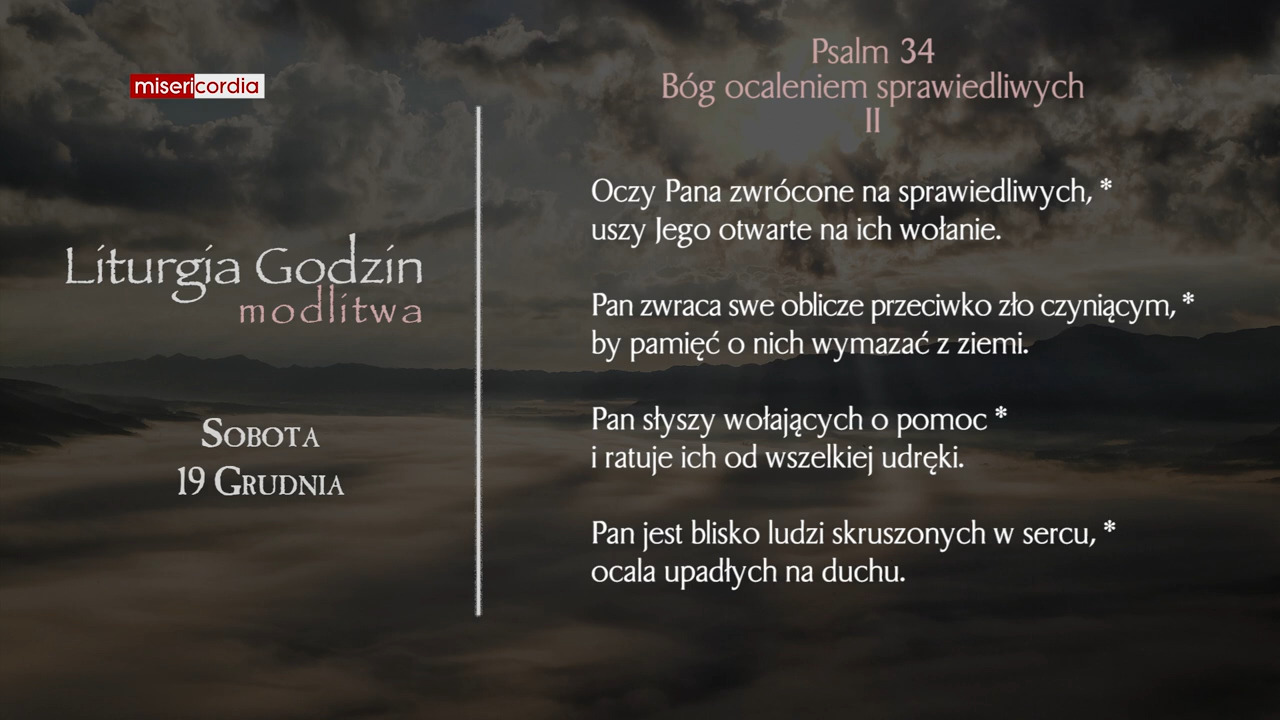 misericordia
Liturgia Godzin
modlitwa
Sobota
19 Grudnia
Psalm 34
Bóg ocaleniem sprawiedliwych
II
Oczy Pana zwrócone na sprawiedliwych, *
uszy Jego otwarte na ich wołanie.
Pan zwraca swe oblicze przeciwko zło czyniącym, *
by pamięć o nich wymazać z ziemi.
Pan słyszy wołających o pomoc *
i ratuje ich od wszelkiej udręki.
Pan jest blisko ludzi skruszonych w sercu, *
ocala upadłych na duchu.